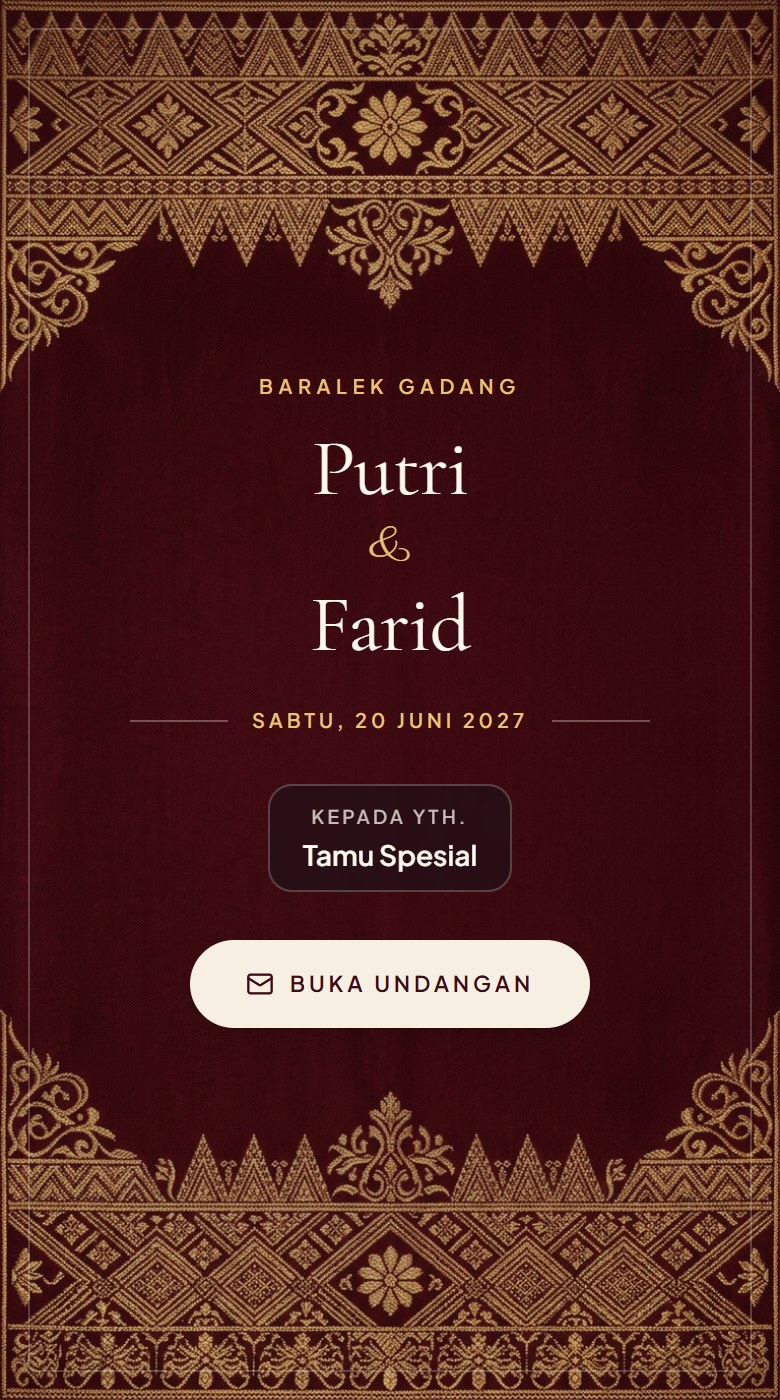 BARALEK GADANG
Putri
&
Farid
SABTU, 20 JUNI 2027
KEPADA YTH.
Tamu Spesial
BUKA UNDANGAN